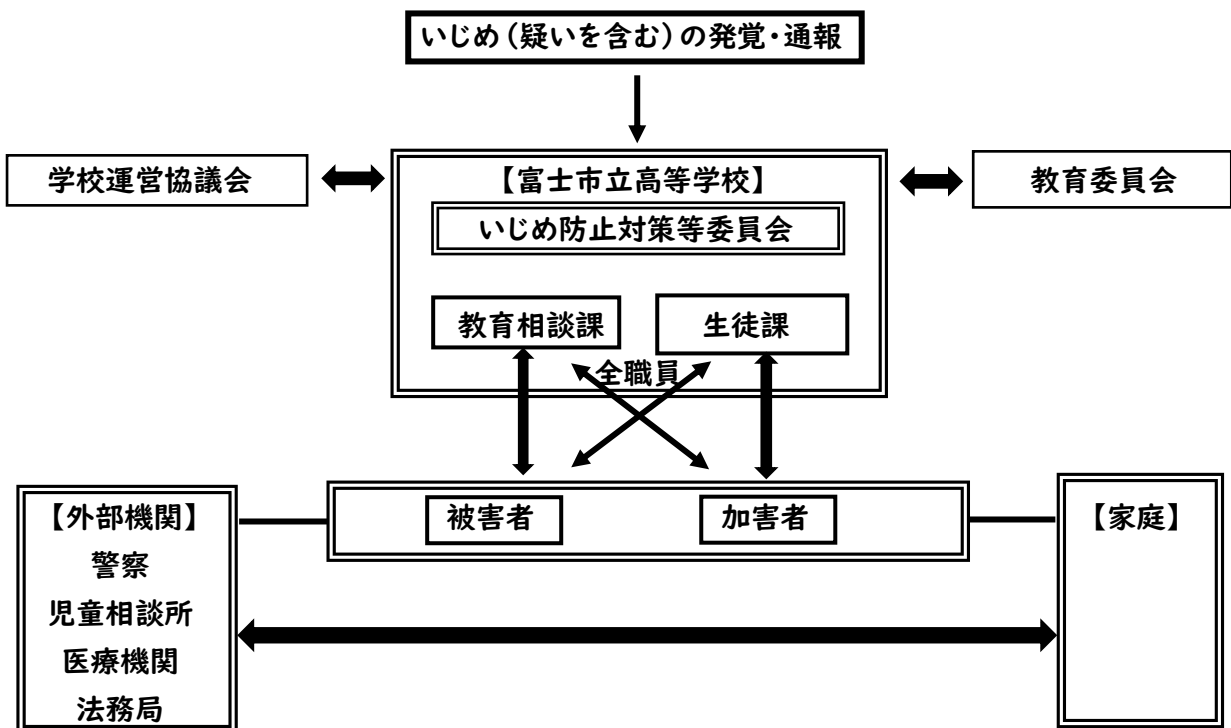 いじめ（疑いを含む）の発覚・通報
学校運営協議会
【富士市立高等学校】
教育委員会
いじめ防止対策等委員会
教育相談課
生徒課
全職員
【外部機関】
警察
児童相談所
医療機関
法務局
被害者
加害者
【家庭】